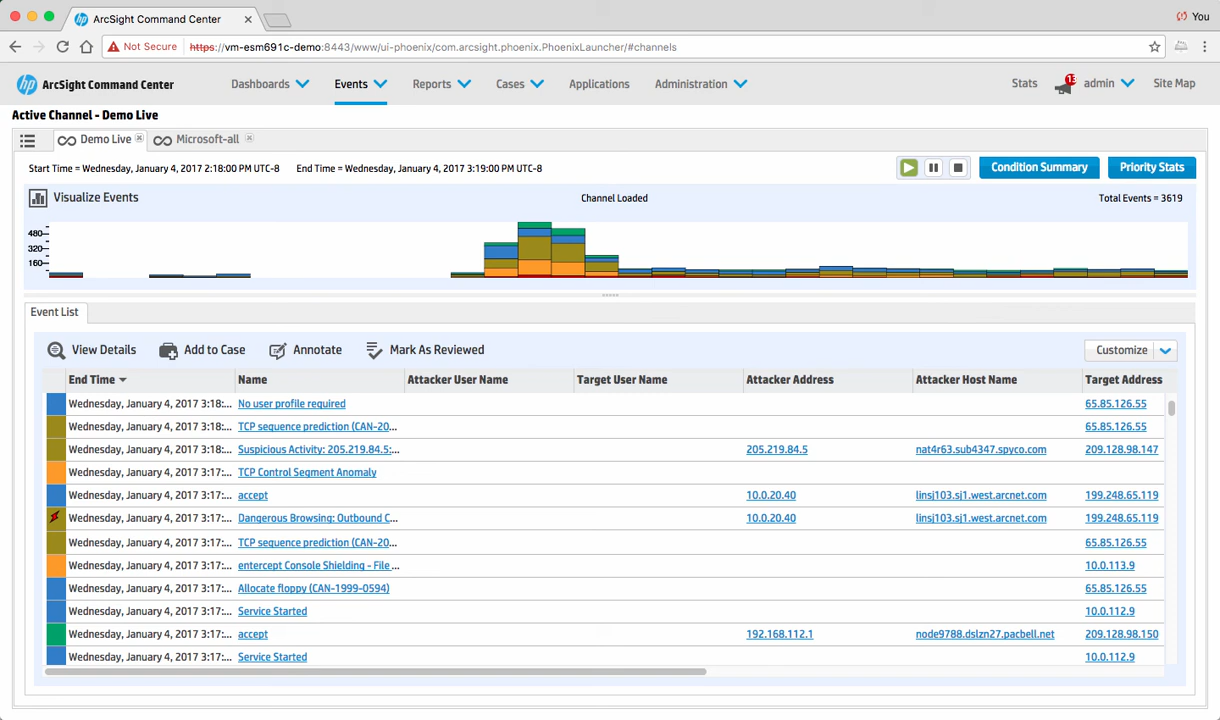 ArcSight Command Center
You
Not Secure https://vm-esm691c-demo:8443/www/ui-phoenix/com.arcsight.phoenix.PhoenixLauncher/#channels
hp ArcSight Command Center Dashboards Events Reports Cases Applications Administration Stats 13 admin Site Map
Active Channel - Demo Live
Demo Live Microsoft-all
Start Time = Wednesday, January 4, 2017 2:18:00 PM UTC-8 End Time = Wednesday, January 4, 2017 3:19:00 PM UTC-8 Condition Summary Priority Stats
Visualize Events Channel Loaded Total Events = 3619
480
320
160
Event List
View Details Add to Case Annotate Mark As Reviewed Customize
End Time Name Attacker User Name Target User Name Attacker Address Attacker Host Name Target Address
Wednesday, January 4, 2017 3:18:... No user profile required 65.85.126.55
Wednesday, January 4, 2017 3:18:... TCP sequence prediction (CAN-20... 65.85.126.55
Wednesday, January 4, 2017 3:18:... Suspicious Activity: 205.219.84.5:... 205.219.84.5 nat4r63.sub4347.spyco.com 209.128.98.147
Wednesday, January 4, 2017 3:17:... TCP Control Segment Anomaly
Wednesday, January 4, 2017 3:17:... accept 10.0.20.40 linsj103.sj1.west.arcnet.com 199.248.65.119
Wednesday, January 4, 2017 3:17:... Dangerous Browsing: Outbound C... 10.0.20.40 linsj103.sj1.west.arcnet.com 199.248.65.119
Wednesday, January 4, 2017 3:17:... TCP sequence prediction (CAN-20... 65.85.126.55
Wednesday, January 4, 2017 3:17:... entercept Console Shielding - File ... 10.0.113.9
Wednesday, January 4, 2017 3:17:... Allocate floppy (CAN-1999-0594) 65.85.126.55
Wednesday, January 4, 2017 3:17:... Service Started 10.0.112.9
Wednesday, January 4, 2017 3:17:... accept 192.168.112.1 node9788.dslzn27.pacbell.net 209.128.98.150
Wednesday, January 4, 2017 3:17:... Service Started 10.0.112.9